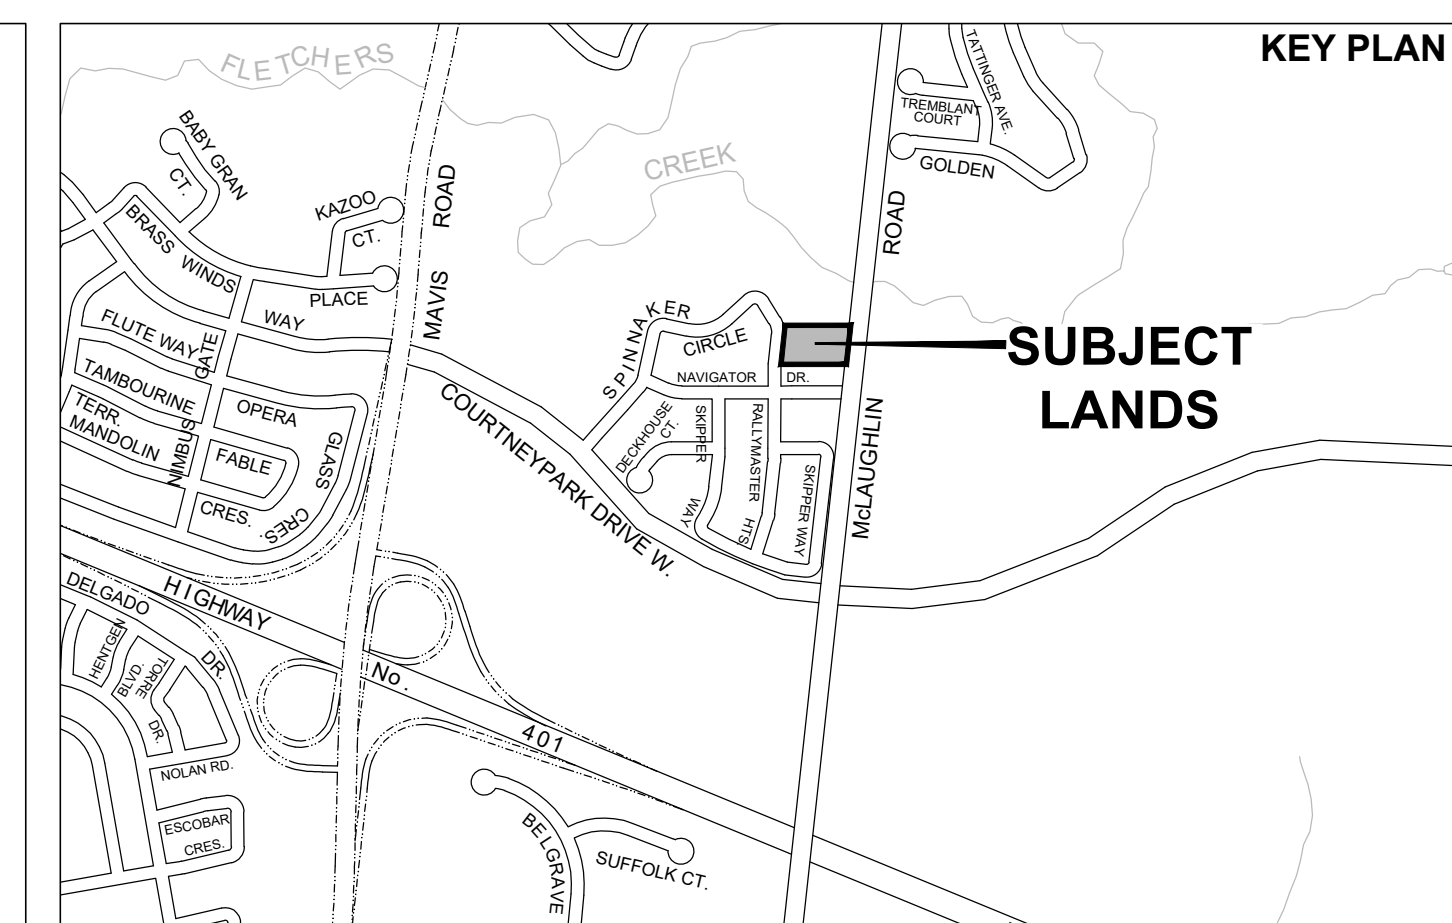 KEY PLAN
FLETCHERS
CREEK
TATTINGER AVE.
TREMBLANT
COURT
GOLDEN
BABY GRAN
CT.
KAZOO
CT.
BRASS WINDS
PLACE
WAY
MAVIS ROAD
McLAUGHLIN ROAD
FLUTE WAY
TAMBOURINE
TERR.
MANDOLIN
NIMBUS GATE
OPERA
GLASS
FABLE
CRES.
CRES.
SPINNAKER
CIRCLE
NAVIGATOR DR.
SUBJECT
LANDS
DECKHOUSE
CT.
SKIPPER
WAY
RALLYMASTER HTS.
SKIPPER WAY
COURTNEYPARK DRIVE W.
HIGHWAY No. 401
DELGADO DR.
HENTGEN
BLVD.
TORRE
DR.
NOLAN RD.
ESCOBAR
CRES.
BELGRAVE
SUFFOLK CT.